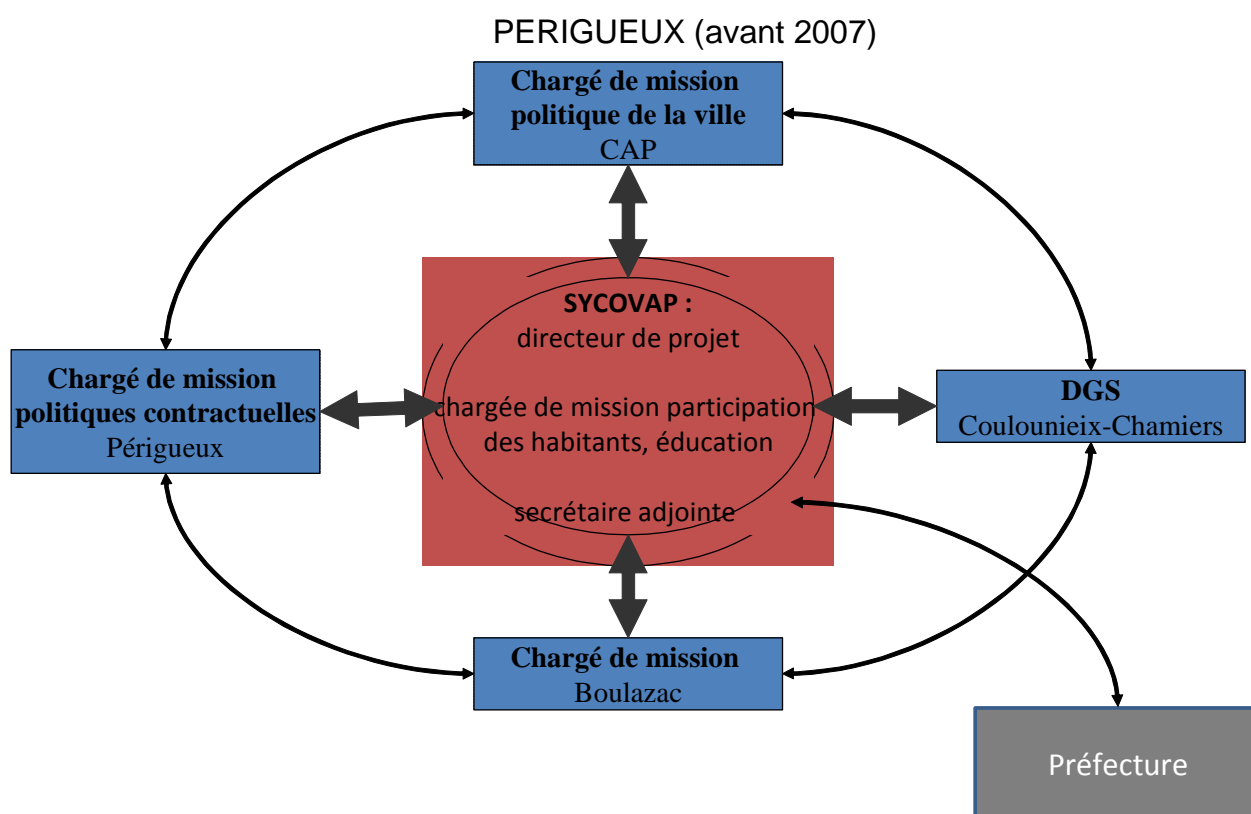 PERIGUEUX (avant 2007)
Chargé de mission
politique de la ville
CAP
SYCOVAP :
directeur de projet
chargée de mission participation
des habitants, éducation
secrétaire adjointe
Chargé de mission
politiques contractuelles
Périgueux
DGS
Coulounieix-Chamiers
Chargé de mission
Boulazac
Préfecture